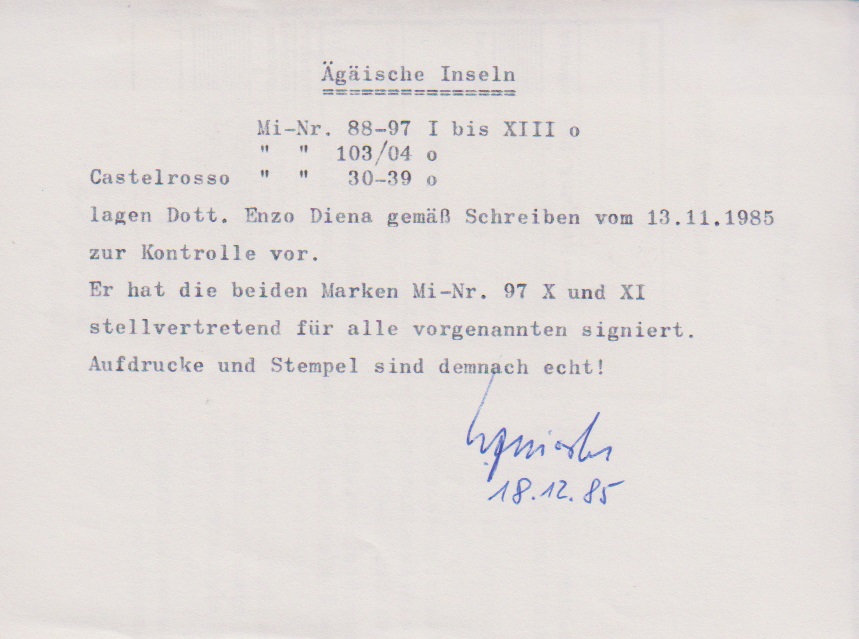 Ägäische Inseln
===============
Mi-Nr. 88-97 I bis XIII o
" " 103/04 o
Castelrosso " " 30-39 o
lagen Dott. Enzo Diena gemäß Schreiben vom 13.11.1985
zur Kontrolle vor.
Er hat die beiden Marken Mi-Nr. 97 X und XI
stellvertretend für alle vorgenannten signiert.
Aufdrucke und Stempel sind demnach echt!
18.12.85